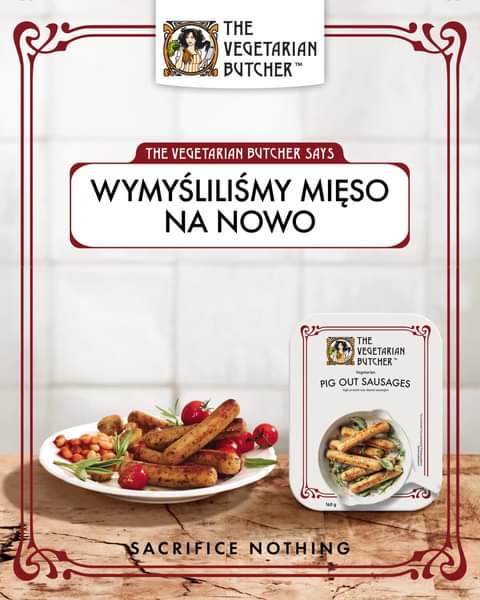 THE
VEGETARIAN
BUTCHER™
THE VEGETARIAN BUTCHER SAYS
WYMYŚLILIŚMY MIĘSO
NA NOWO
THE
VEGETARIAN
BUTCHER™
Vegetarian
PIG OUT SAUSAGES
160 g
SACRIFICE NOTHING